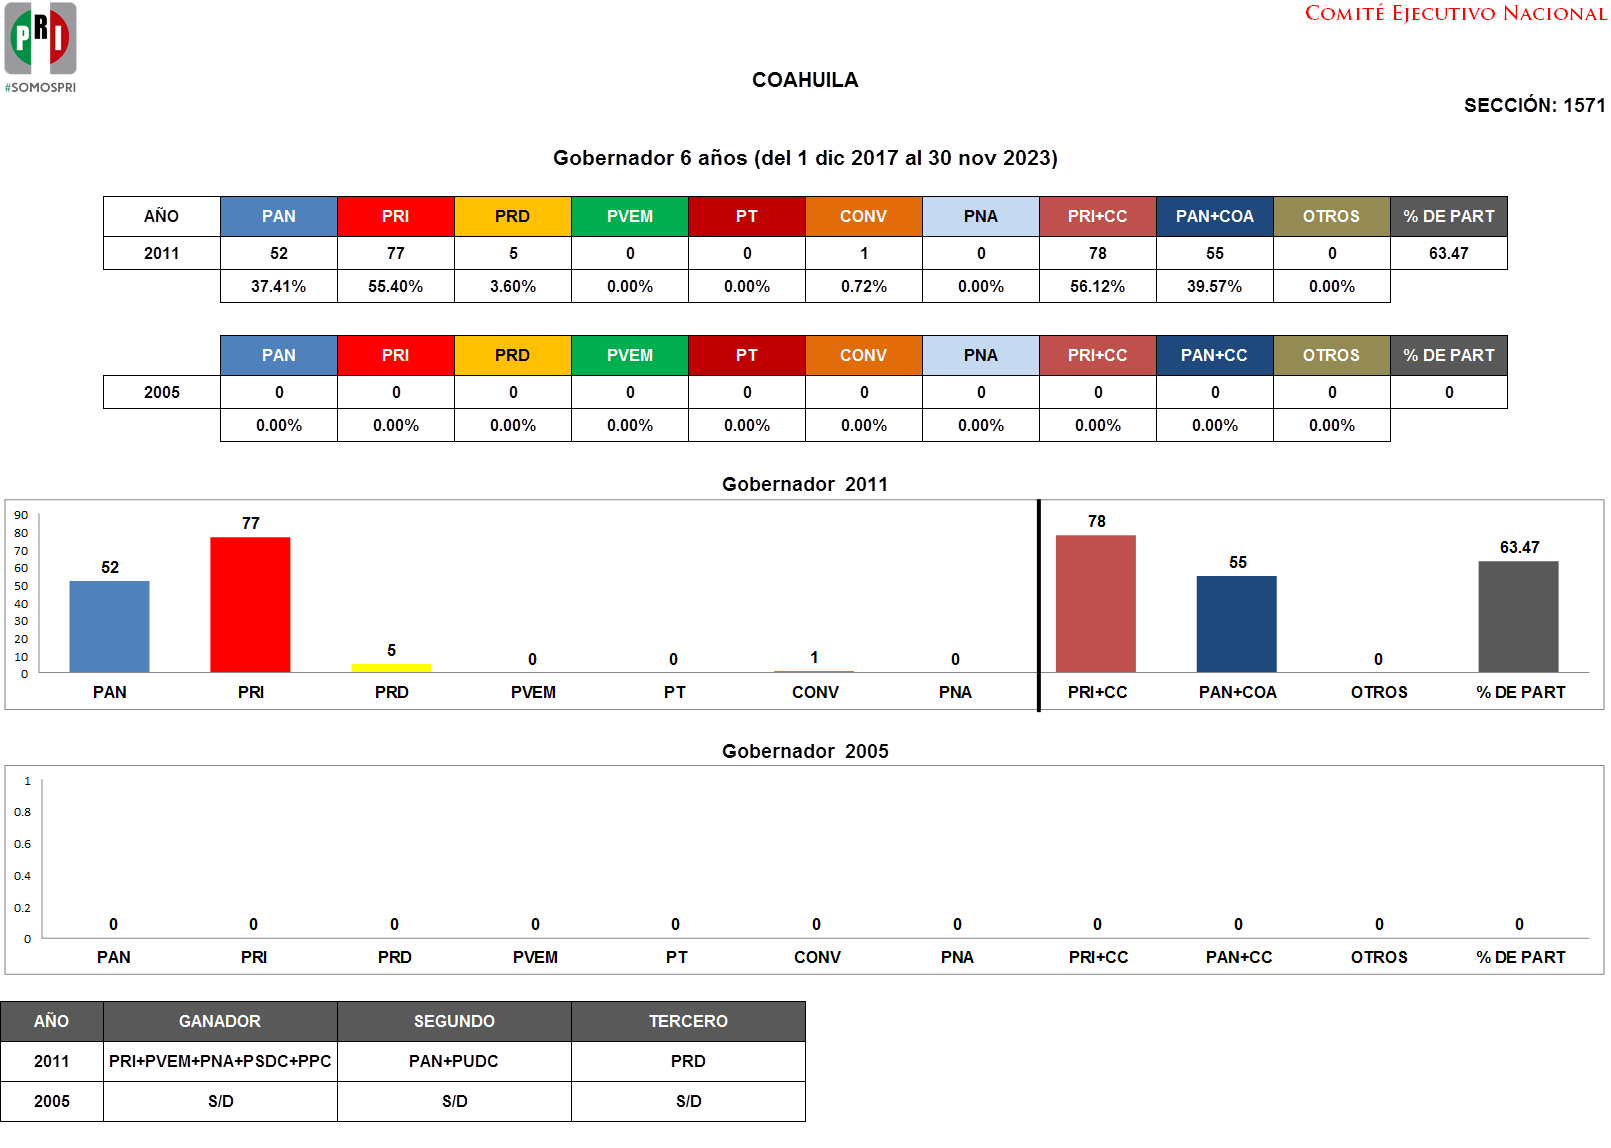 PRI
#SOMOSPRI
COMITÉ EJECUTIVO NACIONAL
COAHUILA
SECCIÓN: 1571
Gobernador 6 años (del 1 dic 2017 al 30 nov 2023)
AÑO PAN PRI PRD PVEM PT CONV PNA PRI+CC PAN+COA OTROS % DE PART
2011 52 77 5 0 0 1 0 78 55 0 63.47
37.41% 55.40% 3.60% 0.00% 0.00% 0.72% 0.00% 56.12% 39.57% 0.00%
PAN PRI PRD PVEM PT CONV PNA PRI+CC PAN+CC OTROS % DE PART
2005 0 0 0 0 0 0 0 0 0 0 0
0.00% 0.00% 0.00% 0.00% 0.00% 0.00% 0.00% 0.00% 0.00% 0.00%
Gobernador 2011
90
80
70
60
50
40
30
20
10
0
52 77 5 0 0 1 0 78 55 0 63.47
PAN PRI PRD PVEM PT CONV PNA PRI+CC PAN+COA OTROS % DE PART
Gobernador 2005
1
0.8
0.6
0.4
0.2
0
0 0 0 0 0 0 0 0 0 0 0
PAN PRI PRD PVEM PT CONV PNA PRI+CC PAN+CC OTROS % DE PART
AÑO GANADOR SEGUNDO TERCERO
2011 PRI+PVEM+PNA+PSDC+PPC PAN+PUDC PRD
2005 S/D S/D S/D